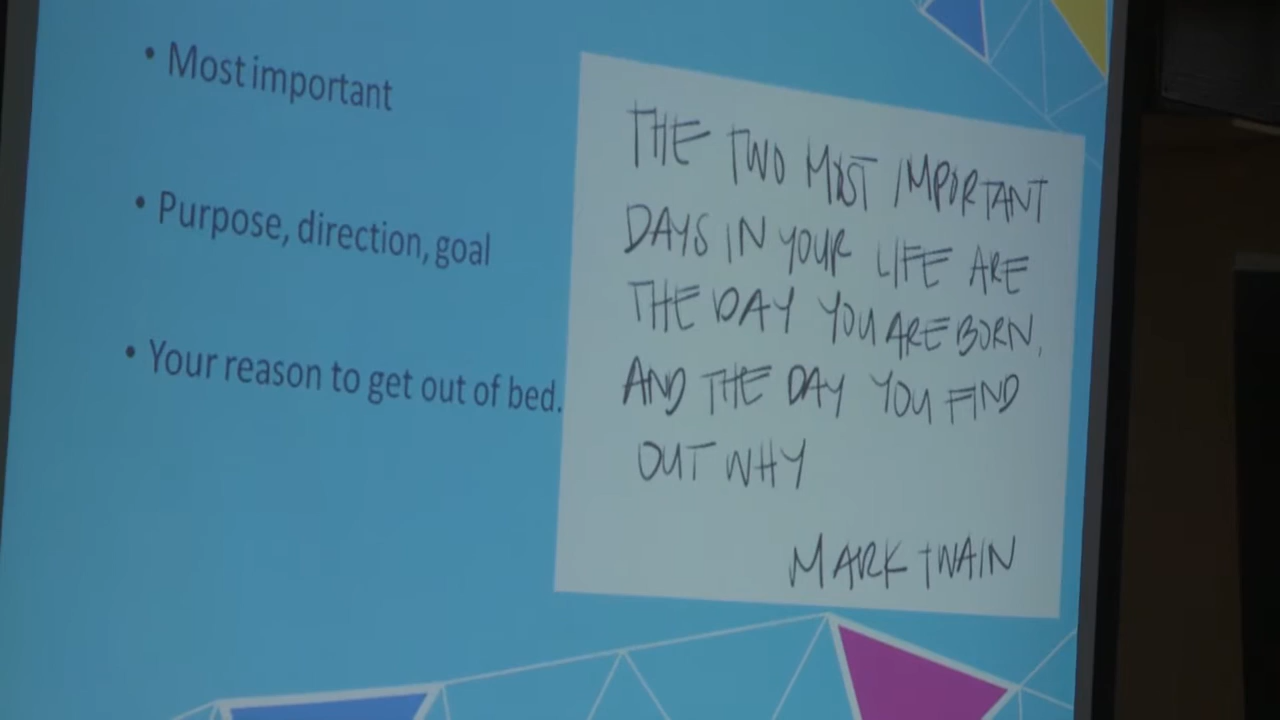 • Most important
• Purpose, direction, goal
• Your reason to get out of bed.
THE TWO MOST IMPORTANT
DAYS IN YOUR LIFE ARE
THE DAY YOU ARE BORN,
AND THE DAY YOU FIND
OUT WHY
MARK TWAIN